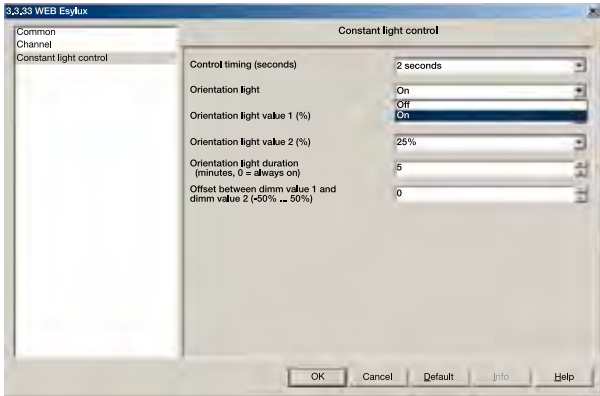 3.3.33 WEB Esylux
Common
Channel
Constant light control
Constant light control
Control timing (seconds)
2 seconds
Orientation light
On
Off
On
Orientation light value 1 (%)
Orientation light value 2 (%)
25%
Orientation light duration
(minutes, 0 = always on)
5
Offset between dimm value 1 and
dimm value 2 (-50% ... 50%)
0
OK
Cancel
Default
Info
Help